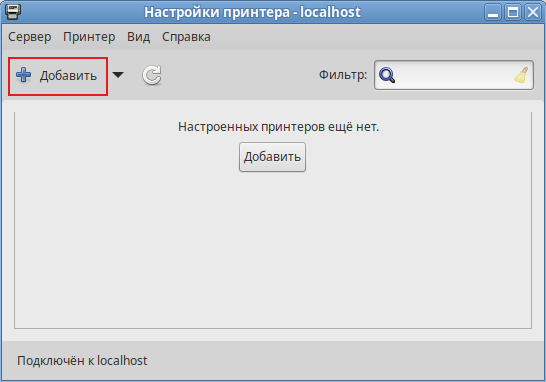 Настройки принтера - localhost
Сервер Принтер Вид Справка
Добавить Фильтр:
Настроенных принтеров ещё нет.
Добавить
Подключён к localhost